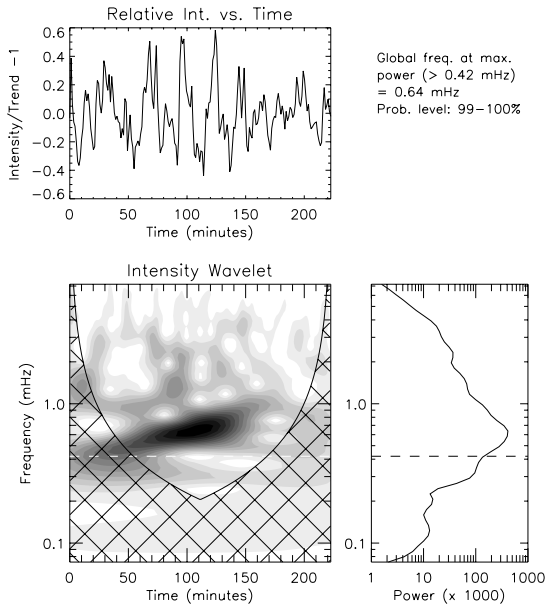 Relative Int. vs. Time
Intensity/Trend −1
0.6
0.4
0.2
0.0
−0.2
−0.4
−0.6
0 50 100 150 200
Time (minutes)
Global freq. at max.
power (> 0.42 mHz)
= 0.64 mHz
Prob. level: 99−100%
Intensity Wavelet
Frequency (mHz)
1.0
0.1
0 50 100 150 200
Time (minutes)
1.0
0.1
1 10 100 1000
Power (x 1000)